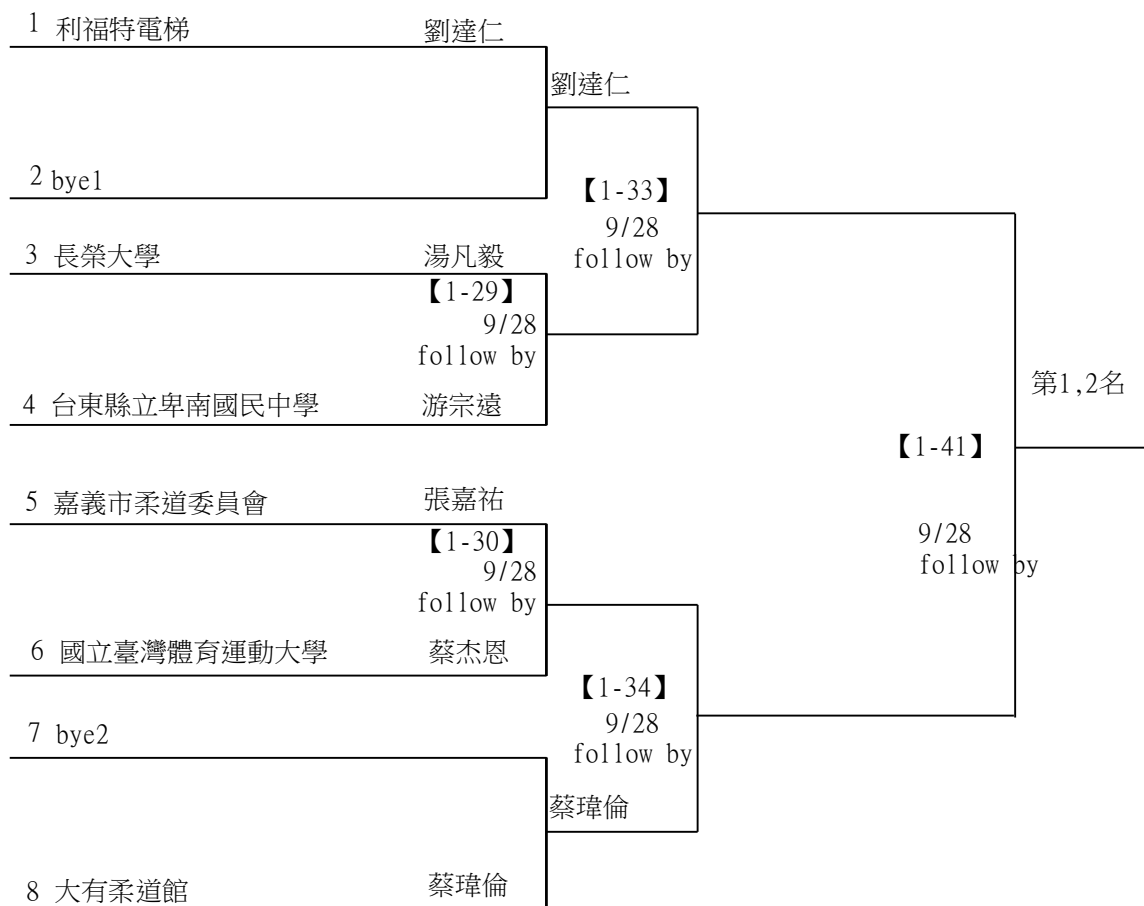 1 利福特電梯 劉達仁
劉達仁
2 bye1
【1-33】
9/28
follow by
3 長榮大學 湯凡毅
【1-29】
9/28
follow by
4 台東縣立卑南國民中學 游宗遠
第1,2名
【1-41】
9/28
follow by
5 嘉義市柔道委員會 張嘉祐
【1-30】
9/28
follow by
6 國立臺灣體育運動大學 蔡杰恩
【1-34】
9/28
follow by
7 bye2
蔡瑋倫
8 大有柔道館 蔡瑋倫